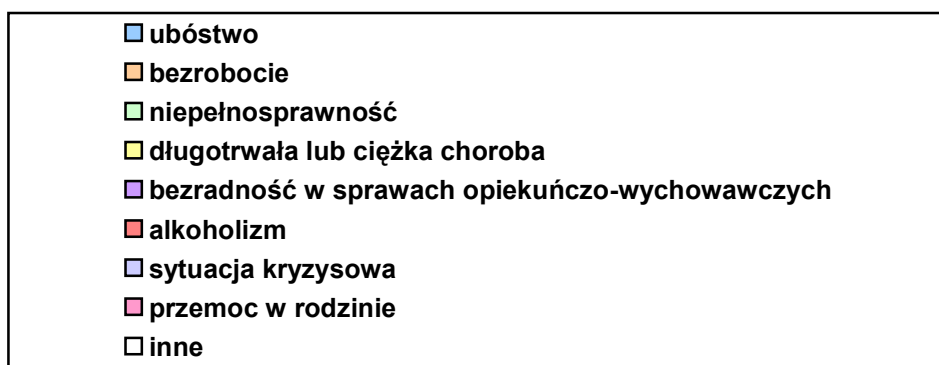 ubóstwo
bezrobocie
niepełnosprawność
długotrwała lub ciężka choroba
bezradność w sprawach opiekuńczo-wychowawczych
alkoholizm
sytuacja kryzysowa
przemoc w rodzinie
inne